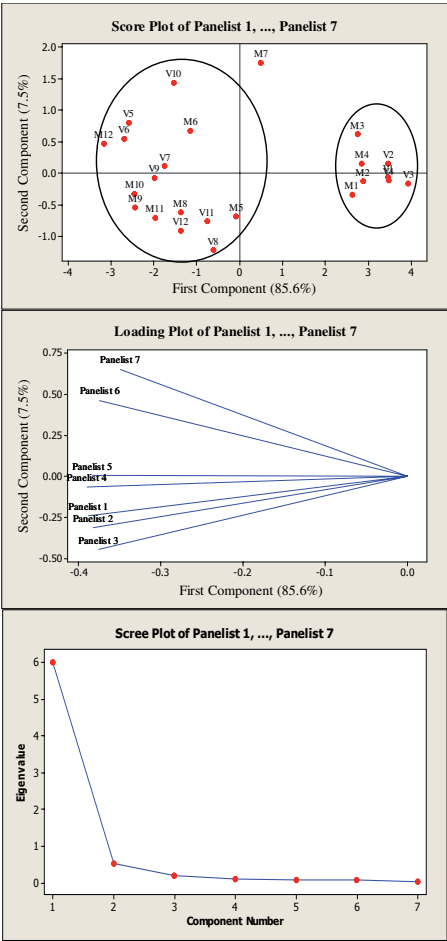 Score Plot of Panelist 1, ..., Panelist 7
Second Component (7.5%)
2.0
1.5
1.0
0.5
0.0
-0.5
-1.0
M7
V10
V5
M12
V6
M6
V7
V9
M10
M9
M11
M8
V12
V11
M5
V8
M3
M4
V2
M2
V3
M1
-4 -3 -2 -1 0 1 2 3 4
First Component (85.6%)
Loading Plot of Panelist 1, ..., Panelist 7
Second Component (7.5%)
0.75
0.50
0.25
0.00
-0.25
-0.50
Panelist 7
Panelist 6
Panelist 5
Panelist 4
Panelist 1
Panelist 2
Panelist 3
-0.4 -0.3 -0.2 -0.1 0.0
First Component (85.6%)
Scree Plot of Panelist 1, ..., Panelist 7
Eigenvalue
6
5
4
3
2
1
0
1 2 3 4 5 6 7
Component Number